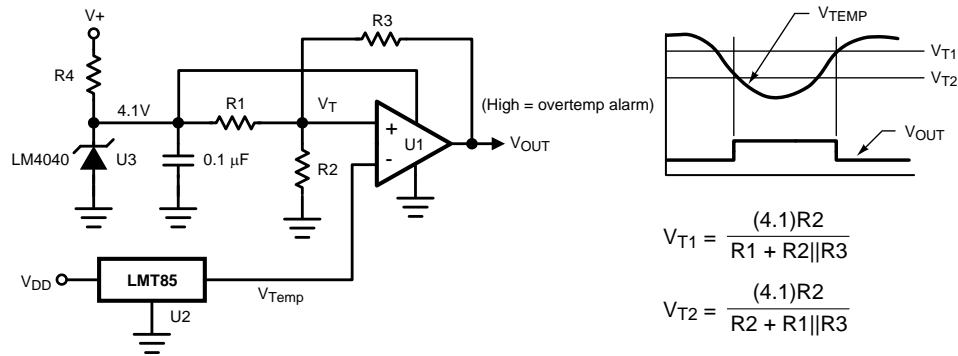 V+
R3
R4
4.1V
R1
VT
LM4040
U3
0.1 μF
R2
+
-
U1
(High = overtemp alarm)
VOUT
VDD
LMT85
VTemp
U2
VTEMP
VT1
VT2
VOUT
VT1 = (4.1)R2 / R1 + R2||R3
VT2 = (4.1)R2 / R2 + R1||R3